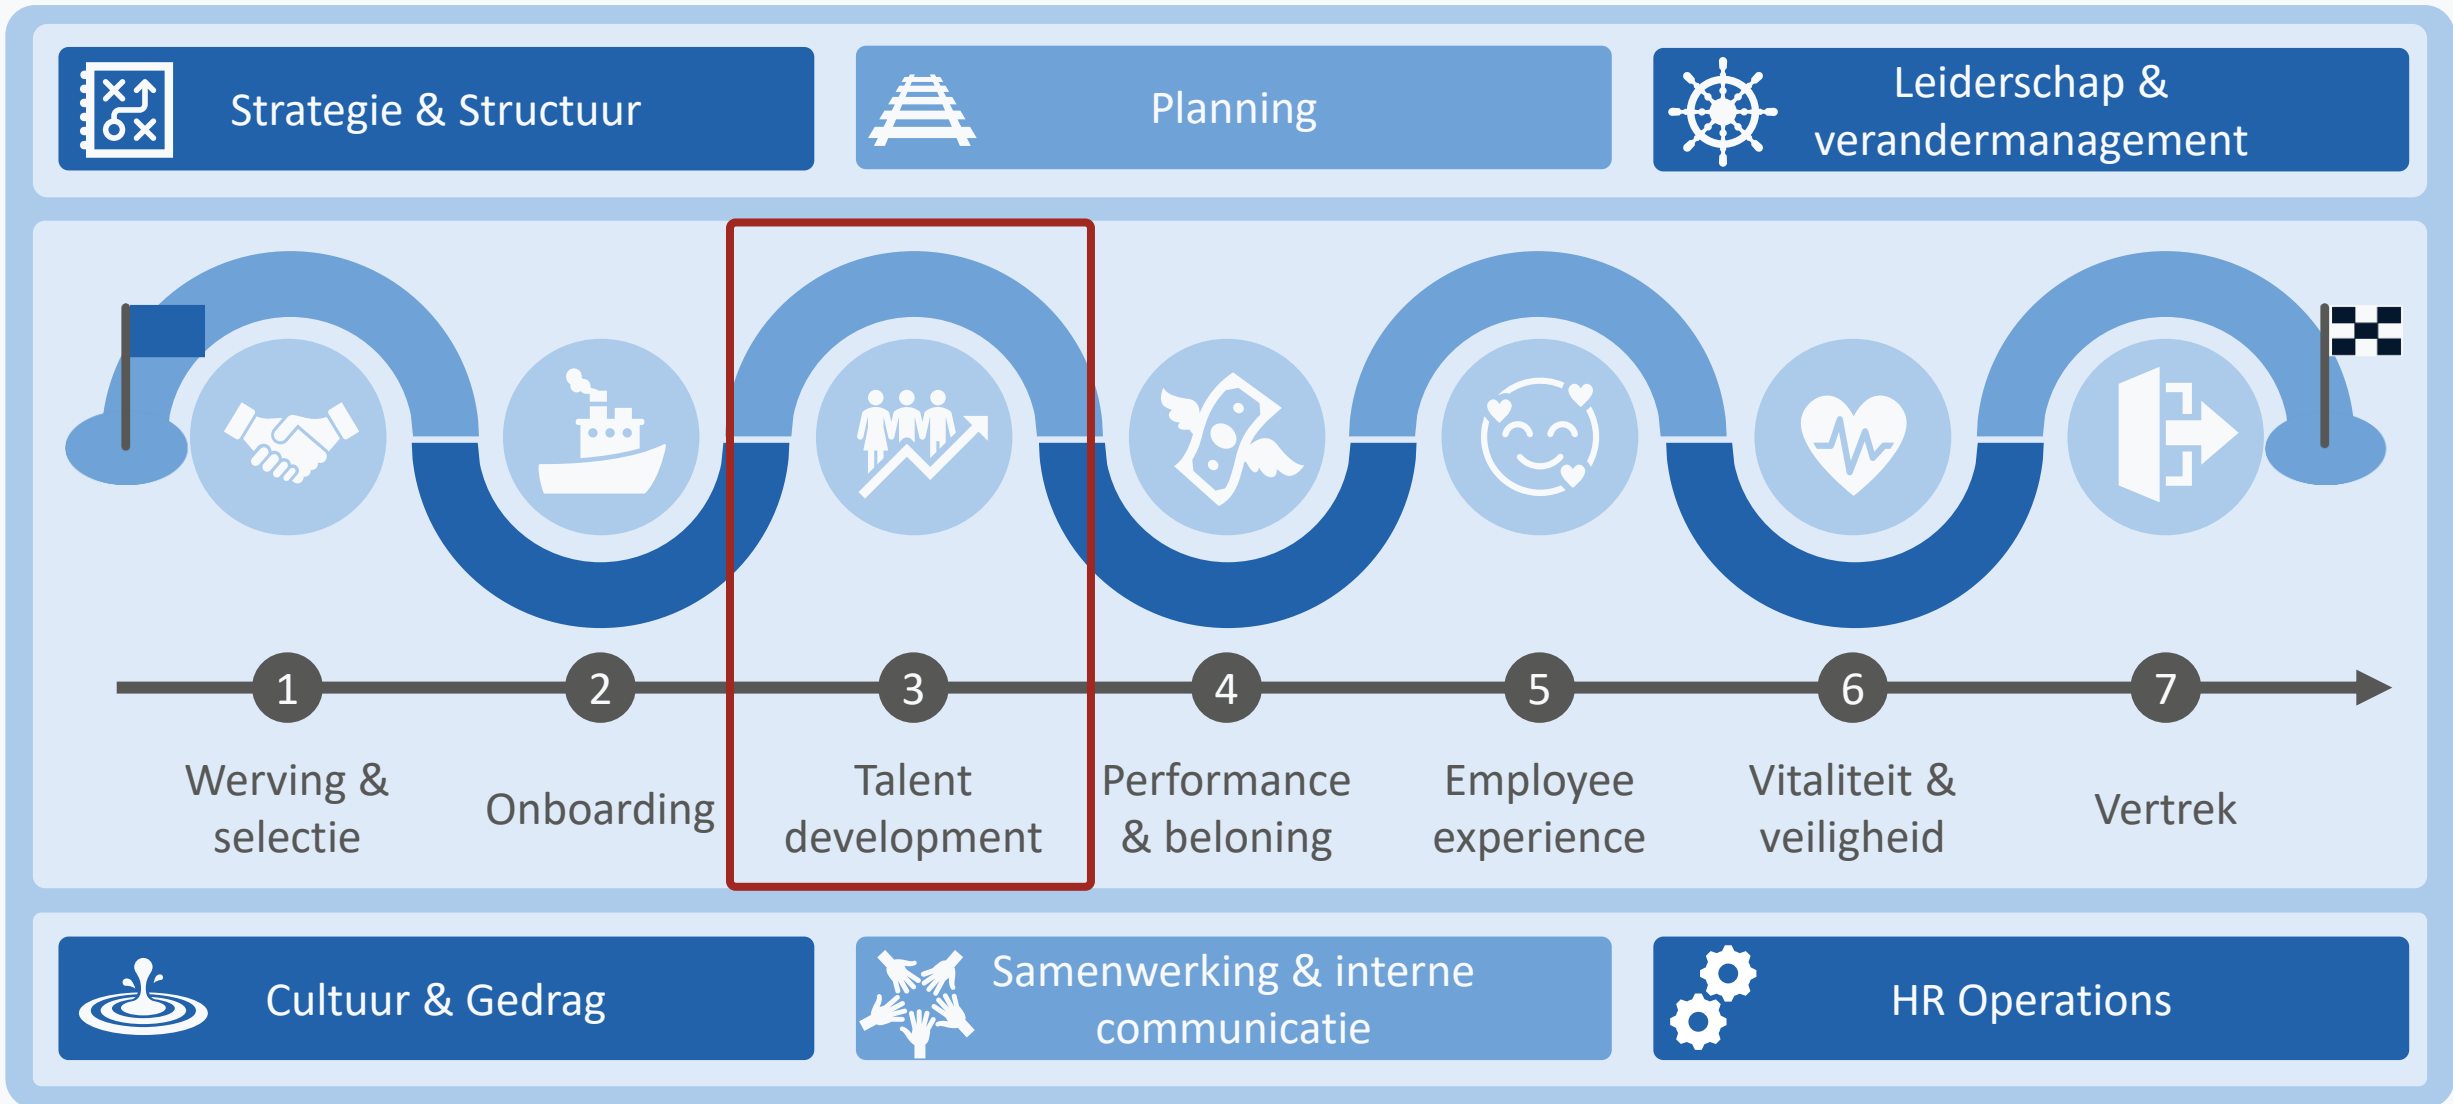 Strategie & Structuur
Planning
Leiderschap &
verandermanagement
1
2
3
4
5
6
7
Werving &
selectie
Onboarding
Talent
development
Performance
& beloning
Employee
experience
Vitaliteit &
veiligheid
Vertrek
Cultuur & Gedrag
Samenwerking & interne
communicatie
HR Operations